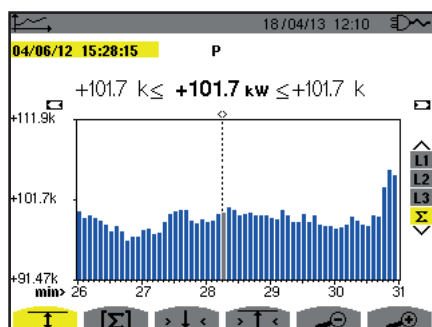 18/04/13 12:10
04/06/12 15:28:15 P
+101.7 k≤ +101.7 kW ≤+101.7 k
+111.9k
L1
L2
+101.7k
L3
Σ
+91.47k
min> 26 27 28 29 30 31
[Σ]